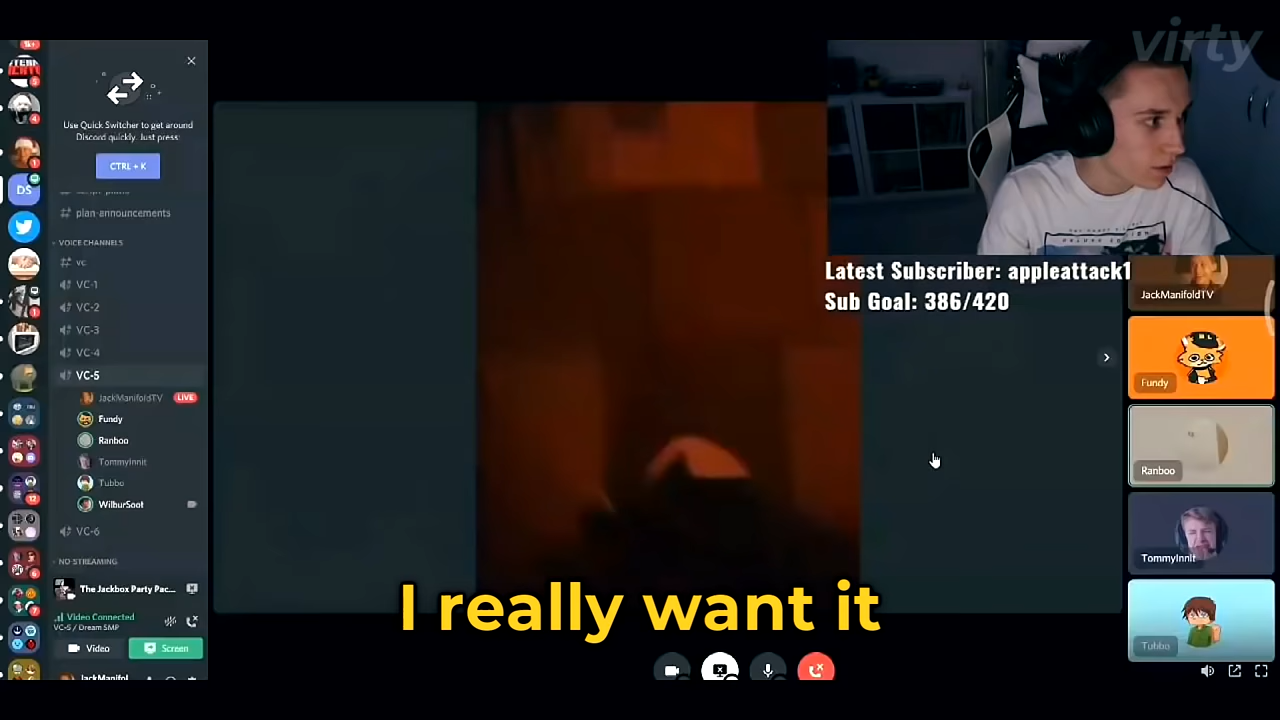 virty
Use Quick Switcher to get around
Discord quickly. Just press:
CTRL + K
plan-announcements
VOICE CHANNELS
vc
VC-1
VC-2
VC-3
VC-4
VC-5
JackManifoldTV LIVE
Fundy
Ranboo
TommyInnit
Tubbo
WilburSoot
VC-6
NO STREAMING
The Jackbox Party Pac...
Video Connected
VC-5 / Dream SMP
Video
Screen
JackManifol
DS
12
Latest Subscriber: appleattack1
Sub Goal: 386/420
JackManifoldTV
Fundy
Ranboo
TommyInnit
Tubbo
I really want it